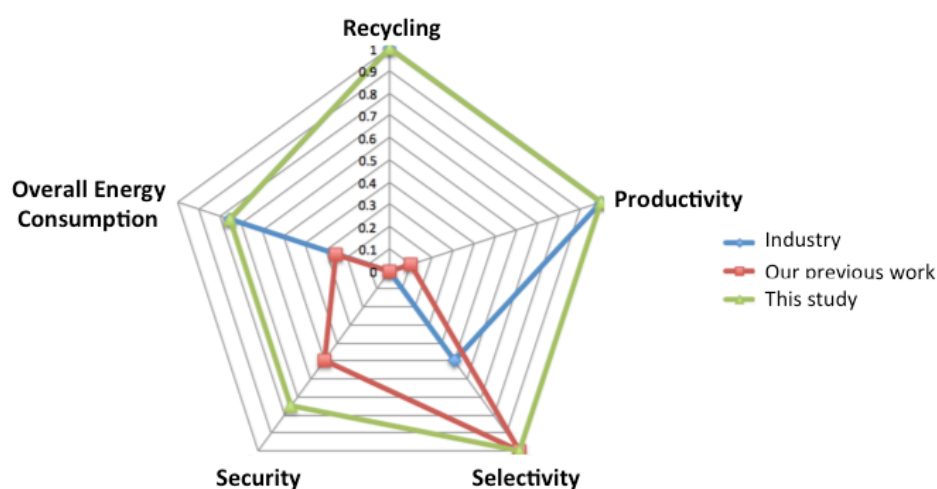 Recycling
1
0.9
0.8
0.7
0.6
0.5
0.4
0.3
0.2
0.1
0
Overall Energy
Consumption
Productivity
Industry
Our previous work
This study
Security
Selectivity